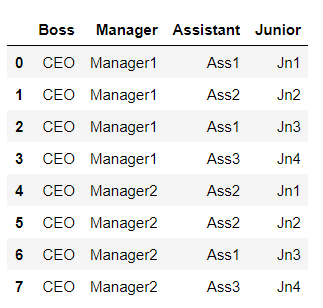 Boss Manager Assistant Junior
0 CEO Manager1 Ass1 Jn1
1 CEO Manager1 Ass2 Jn2
2 CEO Manager1 Ass1 Jn3
3 CEO Manager1 Ass3 Jn4
4 CEO Manager2 Ass2 Jn1
5 CEO Manager2 Ass2 Jn2
6 CEO Manager2 Ass1 Jn3
7 CEO Manager2 Ass3 Jn4